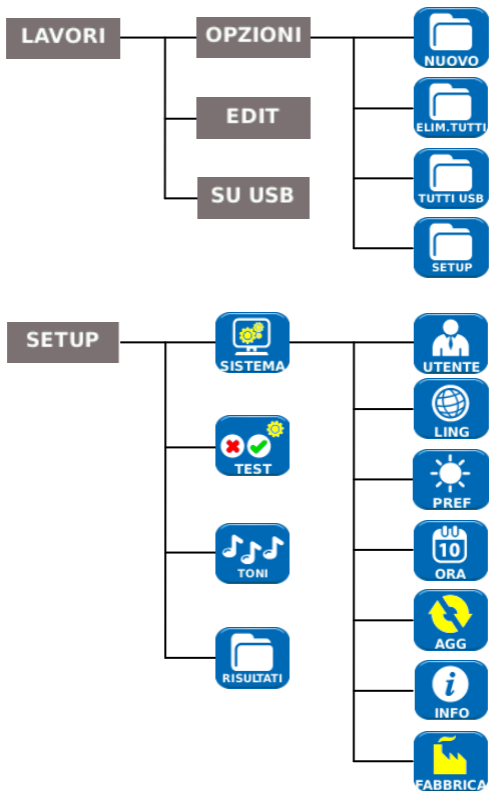 LAVORI
OPZIONI
NUOVO
ELIM.TUTTI
EDIT
TUTTI USB
SU USB
SETUP
SETUP
SISTEMA
UTENTE
LING
TEST
PREF
10
ORA
TONI
AGG
i
INFO
RISULTATI
FABBRICA